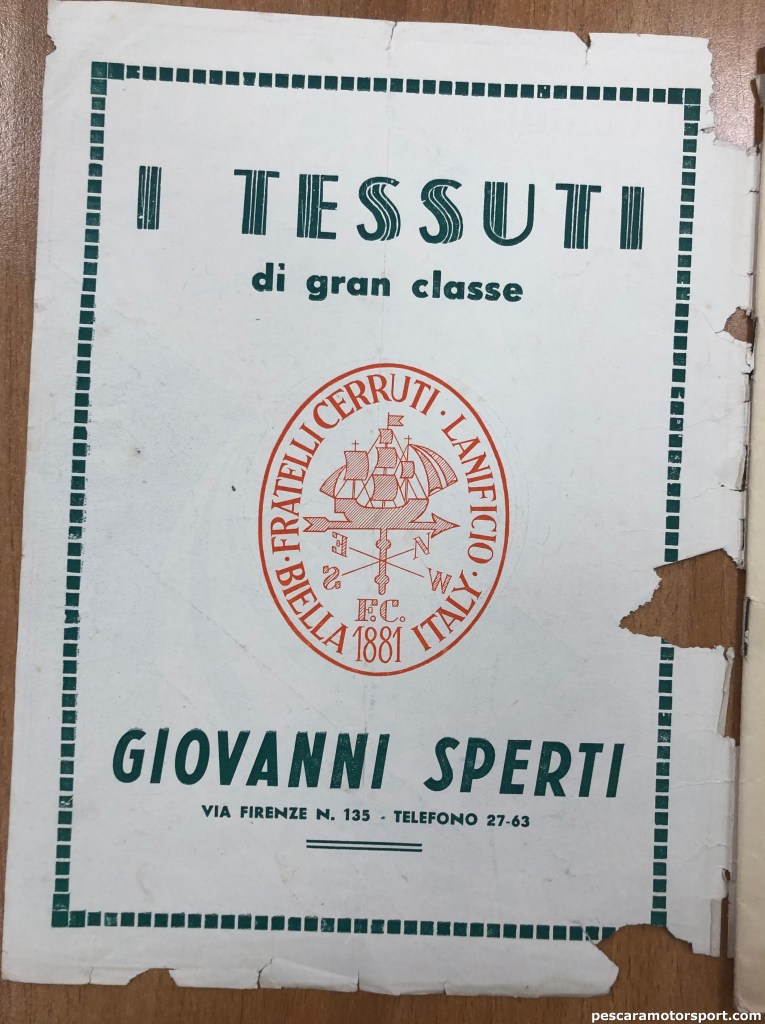 I TESSUTI
di gran classe
· FRATELLI CERRUTI · LANIFICIO ·
BIELLA 1881 ITALY
E N
S W
F.C.
GIOVANNI SPERTI
VIA FIRENZE N. 135 - TELEFONO 27-63
pescaramotorsport.com